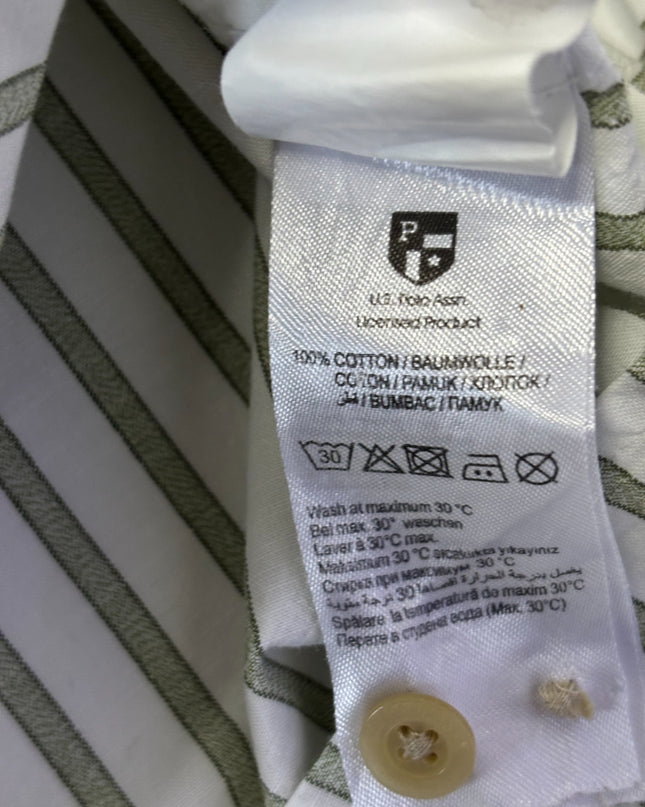 P
U.S. Polo Assn.
Licensed Product
100% COTTON / BAUMWOLLE /
COTON / PAMUK / ХЛОПОК /
قطن / BUMBAC / ПАМУК
30
Wash at maximum 30 °C
Bei max. 30° waschen
Laver à 30°C max.
Maksimum 30 °C sıcaklıkta yıkayınız
Стирка при максимум 30 °C
يغسل بدرجة الحرارة أقصاها 30 درجة مئوية
Spălare la temperatură de maxim 30°C
Перете в студена вода (Max. 30°C)